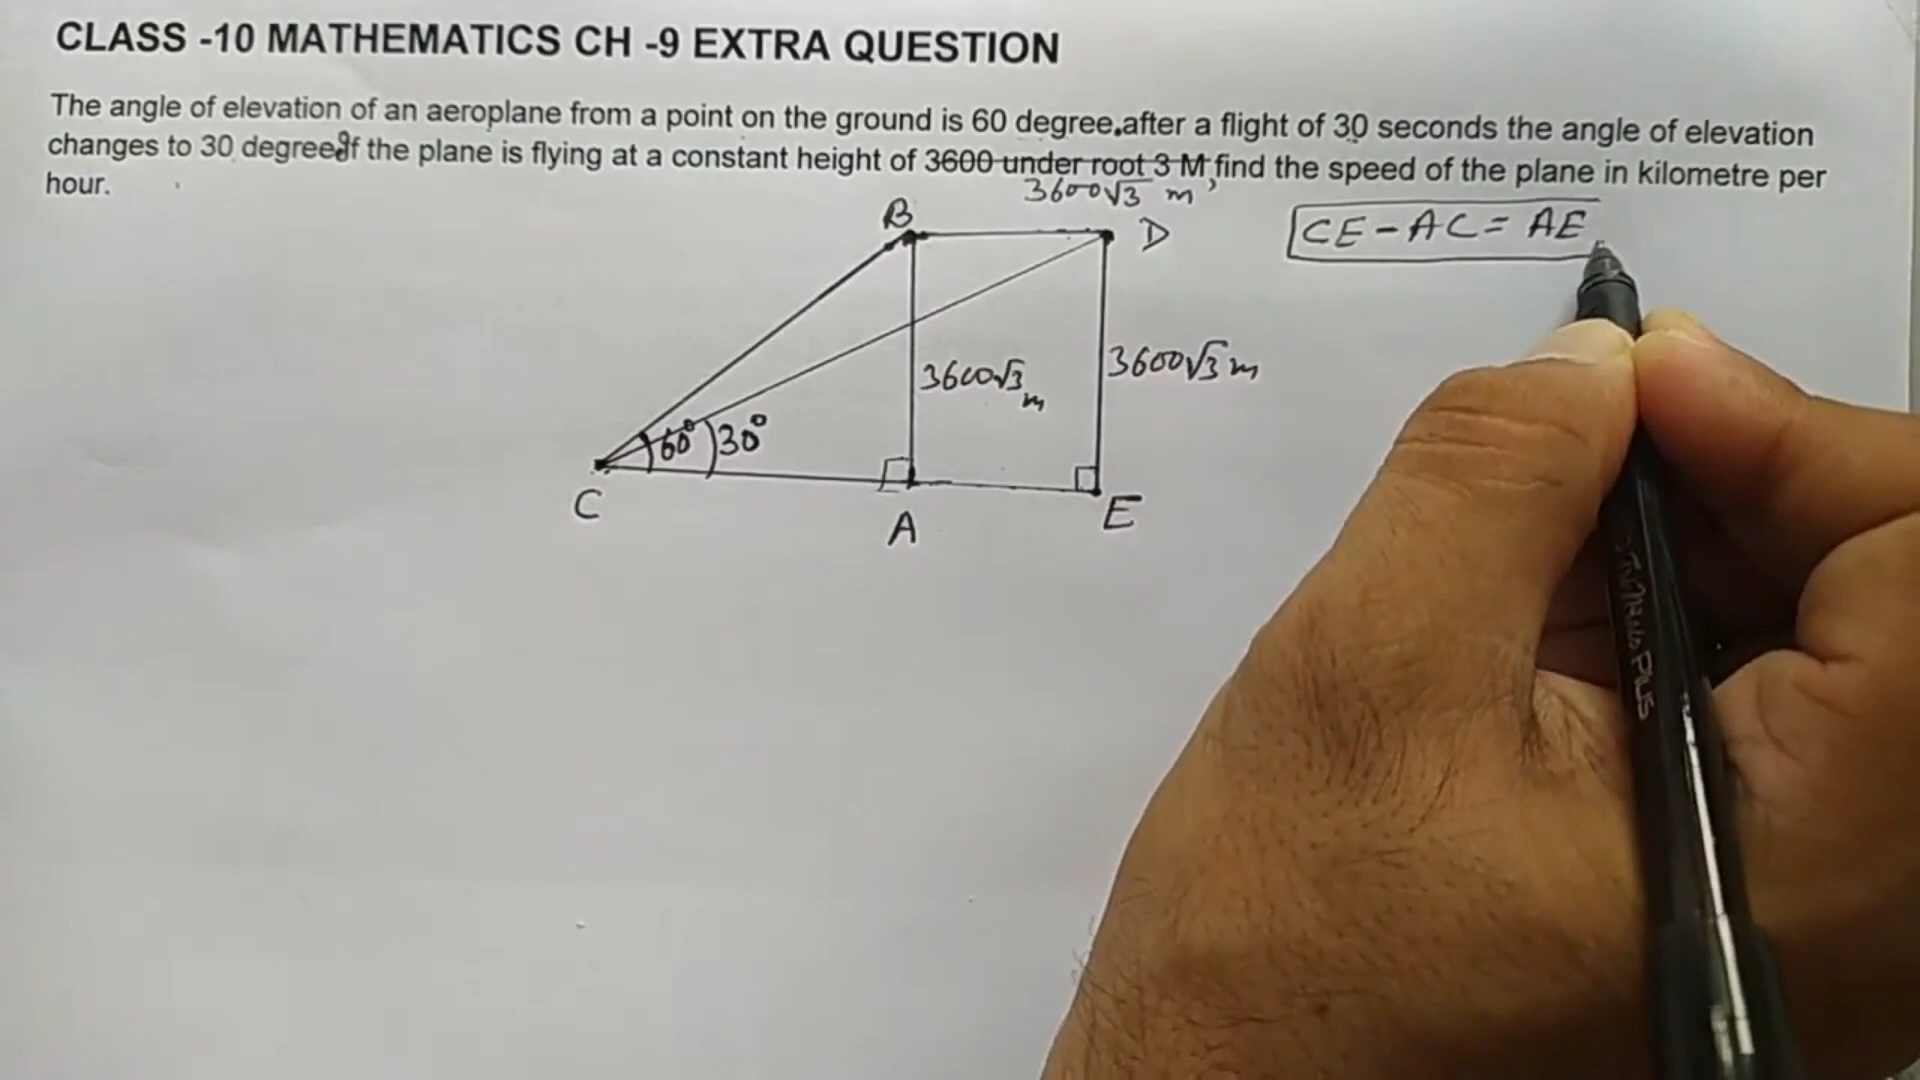 CLASS -10 MATHEMATICS CH -9 EXTRA QUESTION
The angle of elevation of an aeroplane from a point on the ground is 60 degree.after a flight of 30 seconds the angle of elevation
changes to 30 degree.If the plane is flying at a constant height of 3600 under root 3 M find the speed of the plane in kilometre per
hour.
3600√3 m,
B
D
CE - AC = AE
3600√3 m
3600√3 m
60° 30°
C
A
E